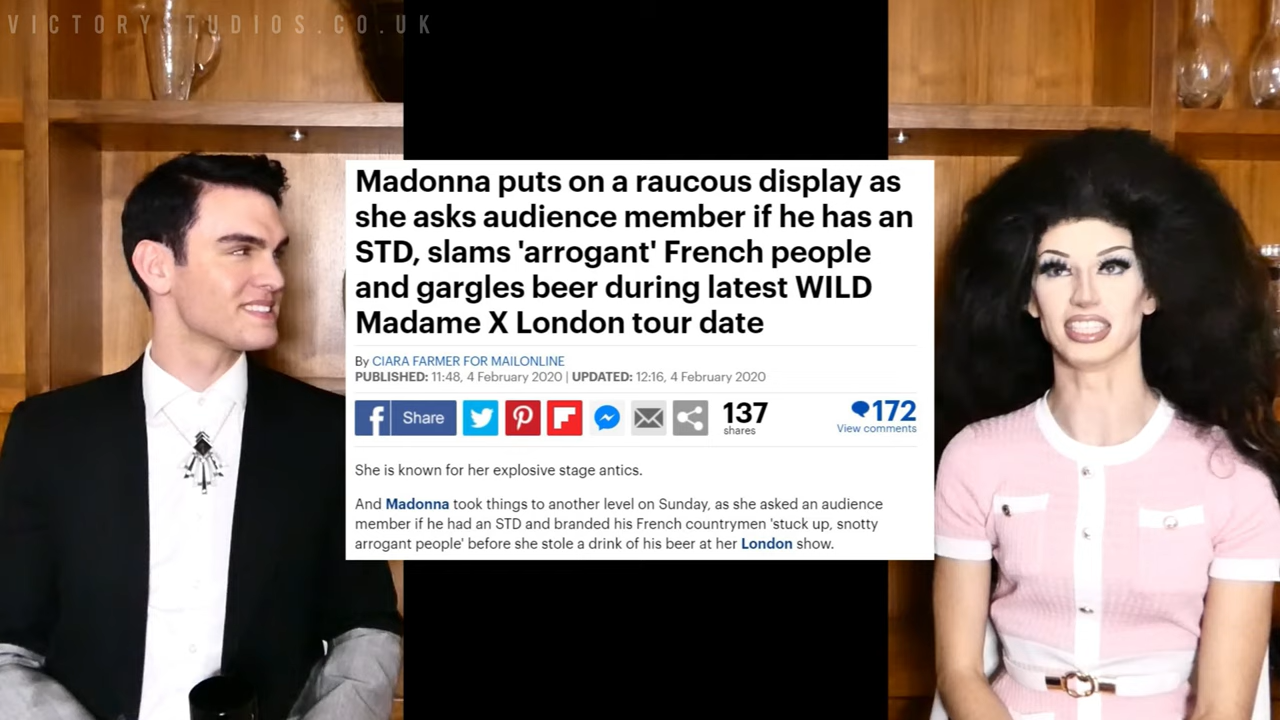 VICTORYSTUDIOS.CO.UK
Madonna puts on a raucous display as
she asks audience member if he has an
STD, slams 'arrogant' French people
and gargles beer during latest WILD
Madame X London tour date
By CIARA FARMER FOR MAILONLINE
PUBLISHED: 11:48, 4 February 2020 | UPDATED: 12:16, 4 February 2020
Share
137
shares
172
View comments
She is known for her explosive stage antics.
And Madonna took things to another level on Sunday, as she asked an audience
member if he had an STD and branded his French countrymen 'stuck up, snotty
arrogant people' before she stole a drink of his beer at her London show.